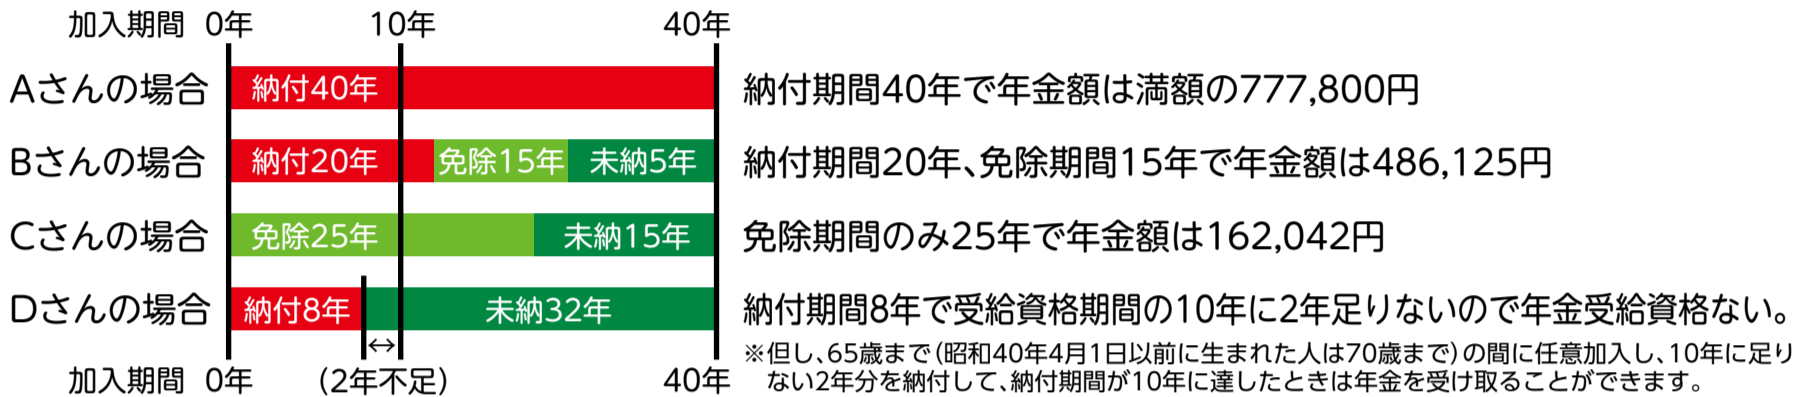 加入期間 0年 10年 40年
Aさんの場合 納付40年 納付期間40年で年金額は満額の777,800円
Bさんの場合 納付20年 免除15年 未納5年 納付期間20年、免除期間15年で年金額は486,125円
Cさんの場合 免除25年 未納15年 免除期間のみ25年で年金額は162,042円
Dさんの場合 納付8年 未納32年 納付期間8年で受給資格期間の10年に2年足りないので年金受給資格ない。
↔
加入期間 0年 (2年不足) 40年
※但し、65歳まで(昭和40年4月1日以前に生まれた人は70歳まで)の間に任意加入し、10年に足り
ない2年分を納付して、納付期間が10年に達したときは年金を受け取ることができます。